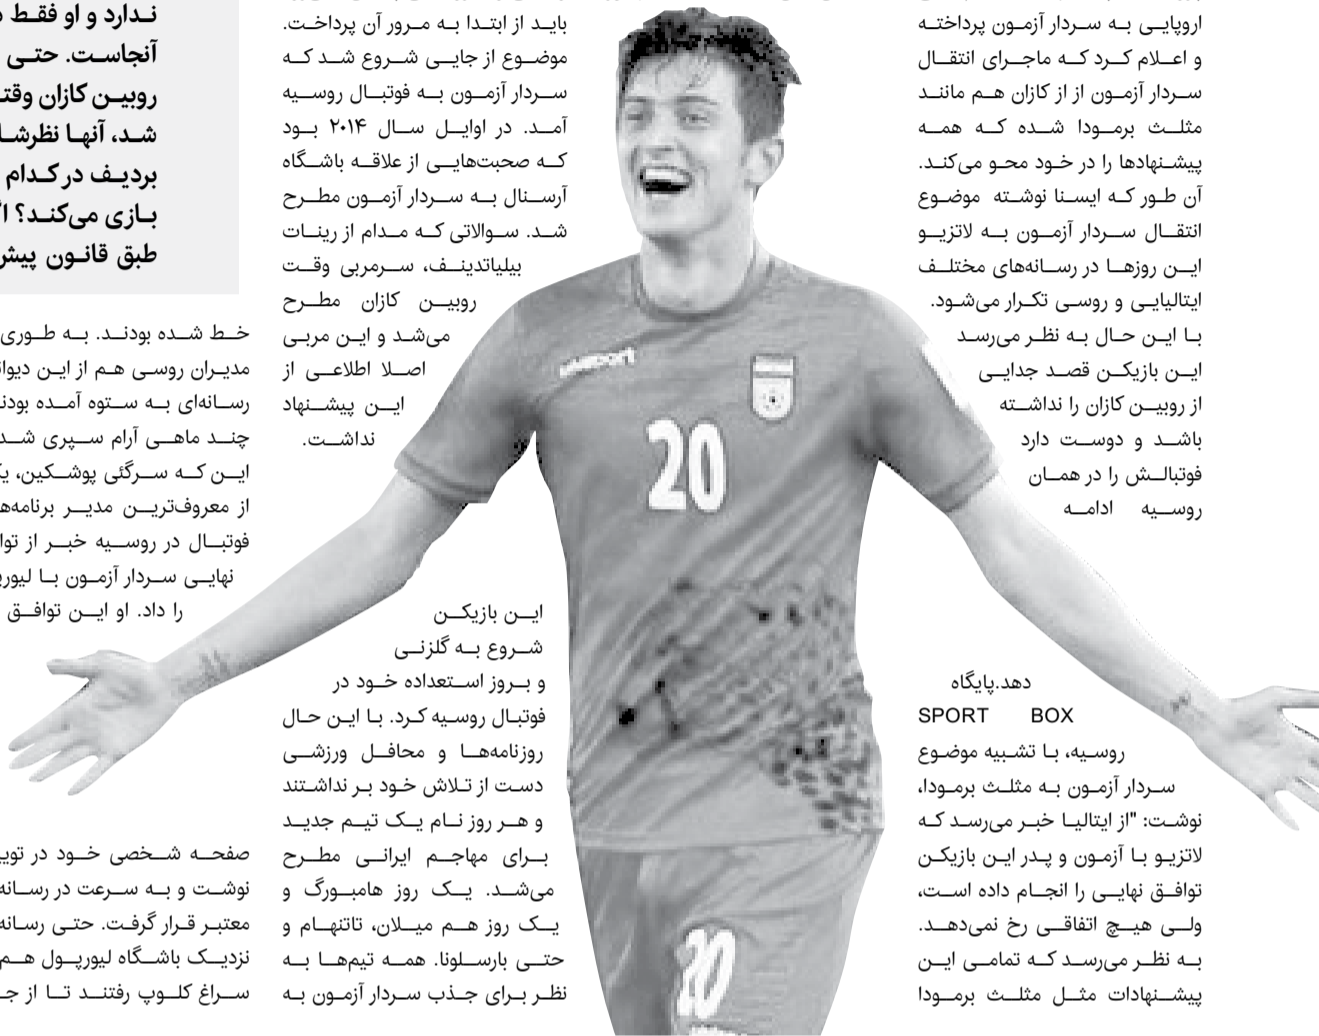 اروپایی به سردار آزمون پرداخته
و اعلام کرد که ماجرای انتقال
سردار آزمون از از کازان هم مانند
مثلث برمودا شده که همه
پیشنهادها را در خود محو می‌کند.
آن طور که ایسنا نوشته موضوع
انتقال سردار آزمون به لاتزیو
این روزها در رسانه‌های مختلف
ایتالیایی و روسی تکرار می‌شود.
با این حال به نظر می‌رسد
این بازیکن قصد جدایی
از روبین کازان را نداشته
باشد و دوست دارد
فوتبالش را در همان
روسیه ادامه
دهد.پایگاه
SPORT BOX
روسیه، با تشبیه موضوع
سردار آزمون به مثلث برمودا،
نوشت: "از ایتالیا خبر می‌رسد که
لاتزیو با آزمون و پدر این بازیکن
توافق نهایی را انجام داده است،
ولی هیچ اتفاقی رخ نمی‌دهد.
به نظر می‌رسد که تمامی این
پیشنهادات مثل مثلث برمودا
uhlsport
20
20
باید از ابتدا به مرور آن پرداخت.
موضوع از جایی شروع شد که
سردار آزمون به فوتبال روسیه
آمد. در اوایل سال ۲۰۱۴ بود
که صحبت‌هایی از علاقه باشگاه
آرسنال به سردار آزمون مطرح
شد. سوالاتی که مدام از رینات
بیلیاتدینف، سرمربی وقت
روبین کازان مطرح
می‌شد و این مربی
اصلا اطلاعی از
این پیشنهاد
نداشت.
این بازیکن
شروع به گلزنی
و بروز استعداده خود در
فوتبال روسیه کرد. با این حال
روزنامه‌ها و محافل ورزشی
دست از تلاش خود بر نداشتند
و هر روز نام یک تیم جدید
برای مهاجم ایرانی مطرح
می‌شد. یک روز هامبورگ و
یک روز هم میلان، تاتنهام و
حتی بارسلونا. همه تیم‌ها به
نظر برای جذب سردار آزمون به
ندارد و او فقط
آنجاست. حتی
روبین کازان
شد، آنها
بردیف در کدام
بازی می‌کند؟
طبق قانون
خط شده بودند. به طوری
مدیران روسی هم از این
رسانه‌ای به ستوه آمده
چند ماهی آرام سپری
این که سرگئی پوشکین،
از معروف‌ترین مدیر
فوتبال در روسیه خبر از
نهایی سردار آزمون با
را داد. او این توافق
صفحه شخصی خود در
نوشت و به سرعت در
معتبر قرار گرفت. حتی
نزدیک باشگاه لیورپول هم
سراغ کلوپ رفتند تا از